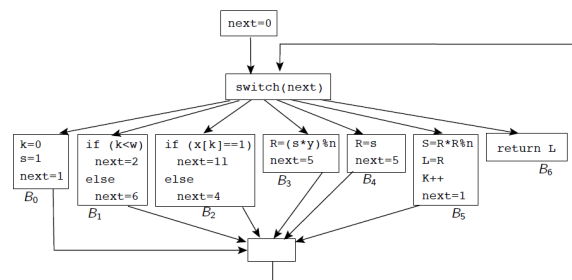 next=0
switch(next)
k=0
s=1
next=1
B0
if (k<w)
next=2
else
next=6
B1
if (x[k]==1)
next=11
else
next=4
B2
R=(s*y)%n
next=5
B3
R=s
next=5
B4
S=R*R%n
L=R
K++
next=1
B5
return L
B6